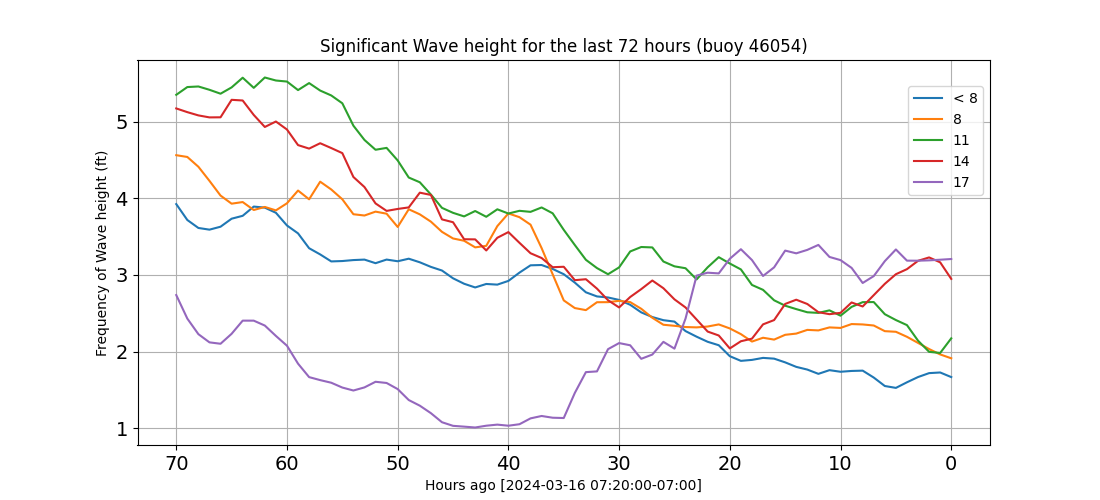 Significant Wave height for the last 72 hours (buoy 46054)
Frequency of Wave height (ft)
5
4
3
2
1
< 8
8
11
14
17
70 60 50 40 30 20 10 0
Hours ago [2024-03-16 07:20:00-07:00]